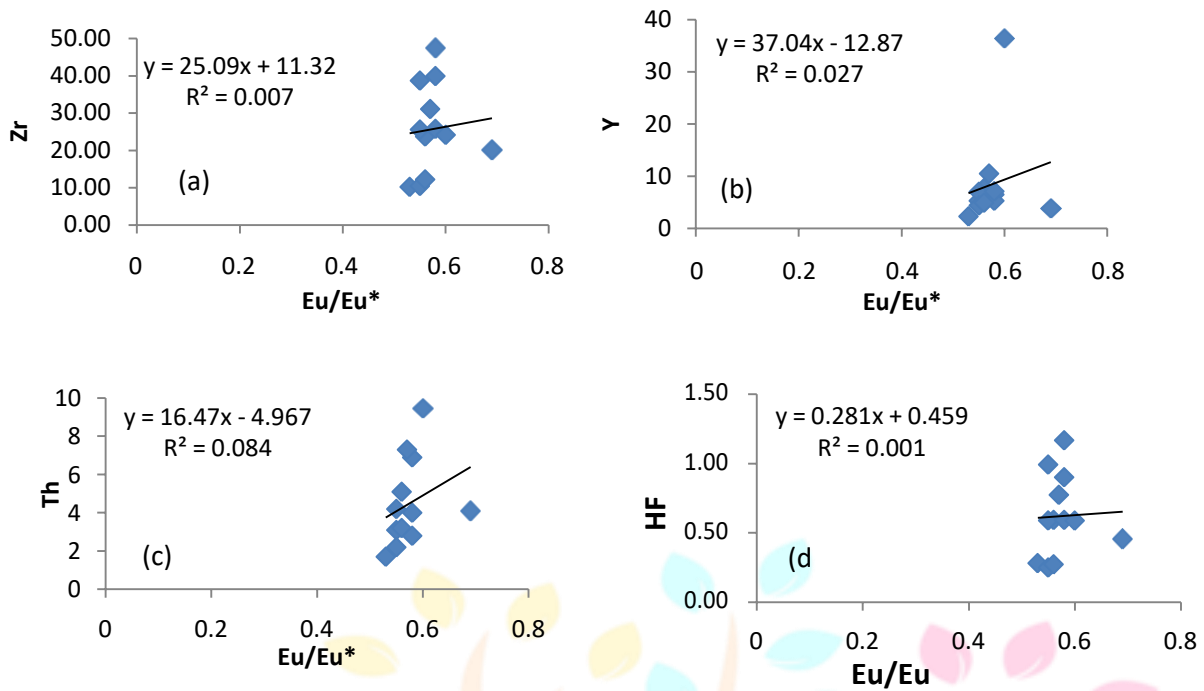 Zr
50.00
40.00
30.00
20.00
10.00
0.00
y = 25.09x + 11.32
R² = 0.007
(a)
0 0.2 0.4 0.6 0.8
Eu/Eu*
Y
40
30
20
10
0
y = 37.04x - 12.87
R² = 0.027
(b)
0 0.2 0.4 0.6 0.8
Eu/Eu*
Th
10
8
6
4
2
0
y = 16.47x - 4.967
R² = 0.084
(c)
0 0.2 0.4 0.6 0.8
Eu/Eu*
HF
1.50
1.00
0.50
0.00
y = 0.281x + 0.459
R² = 0.001
(d
0 0.2 0.4 0.6 0.8
Eu/Eu